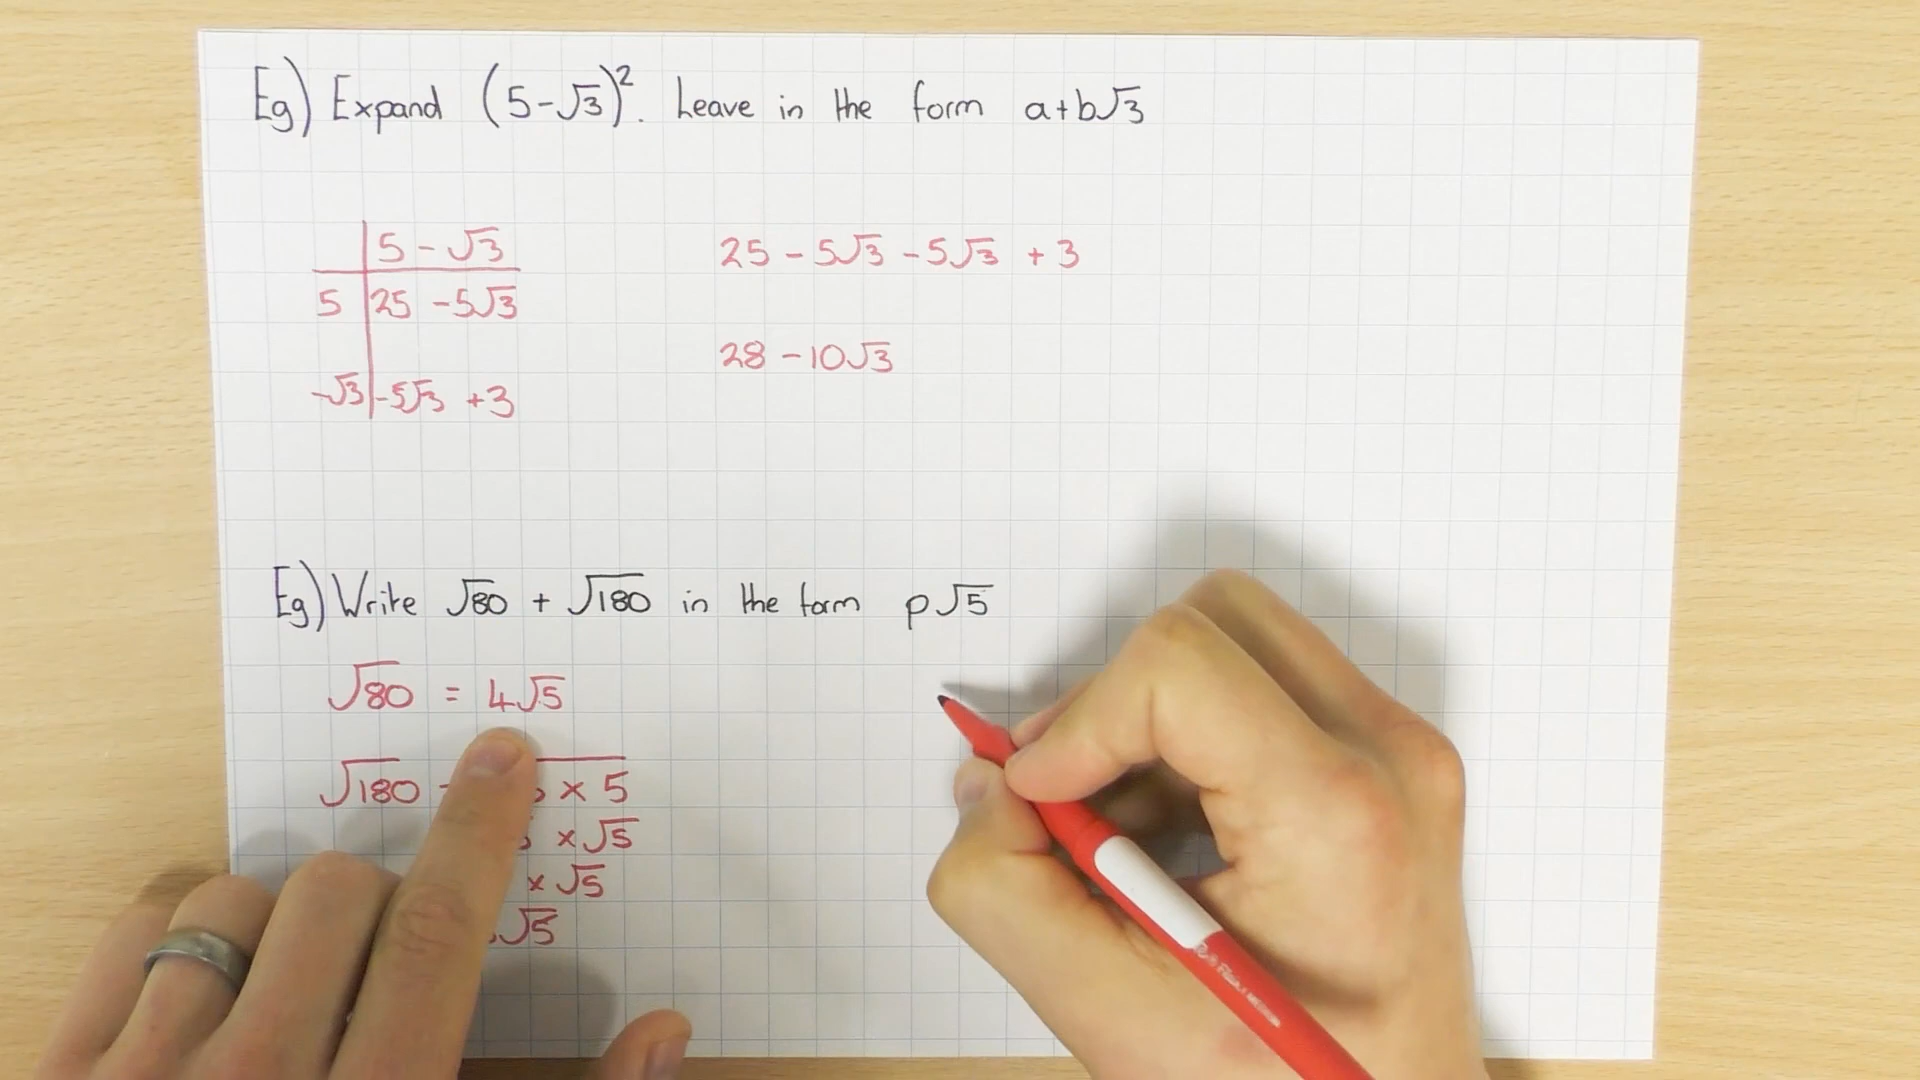 Eg) Expand (5-√3)². Leave in the form a+b√3
5 - √3
5 25 -5√3
-√3 -5√3 +3
25 - 5√3 - 5√3 + 3
28 - 10√3
Eg) Write √80 + √180 in the form p√5
√80 = 4√5
√180 × 5
× √5
× √5
√5